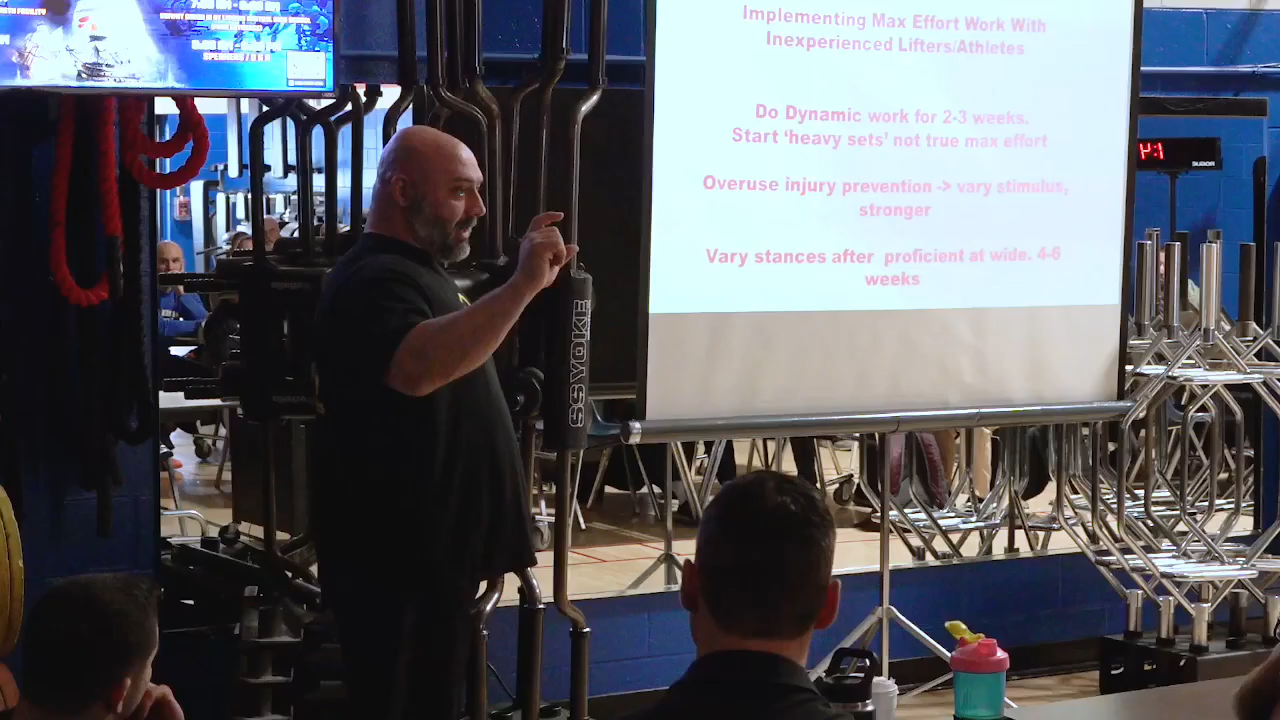 Implementing Max Effort Work With
Inexperienced Lifters/Athletes
Do Dynamic work for 2-3 weeks.
Start ‘heavy sets’ not true max effort
Overuse injury prevention -> vary stimulus,
stronger
Vary stances after proficient at wide. 4-6
weeks
SSYOKE